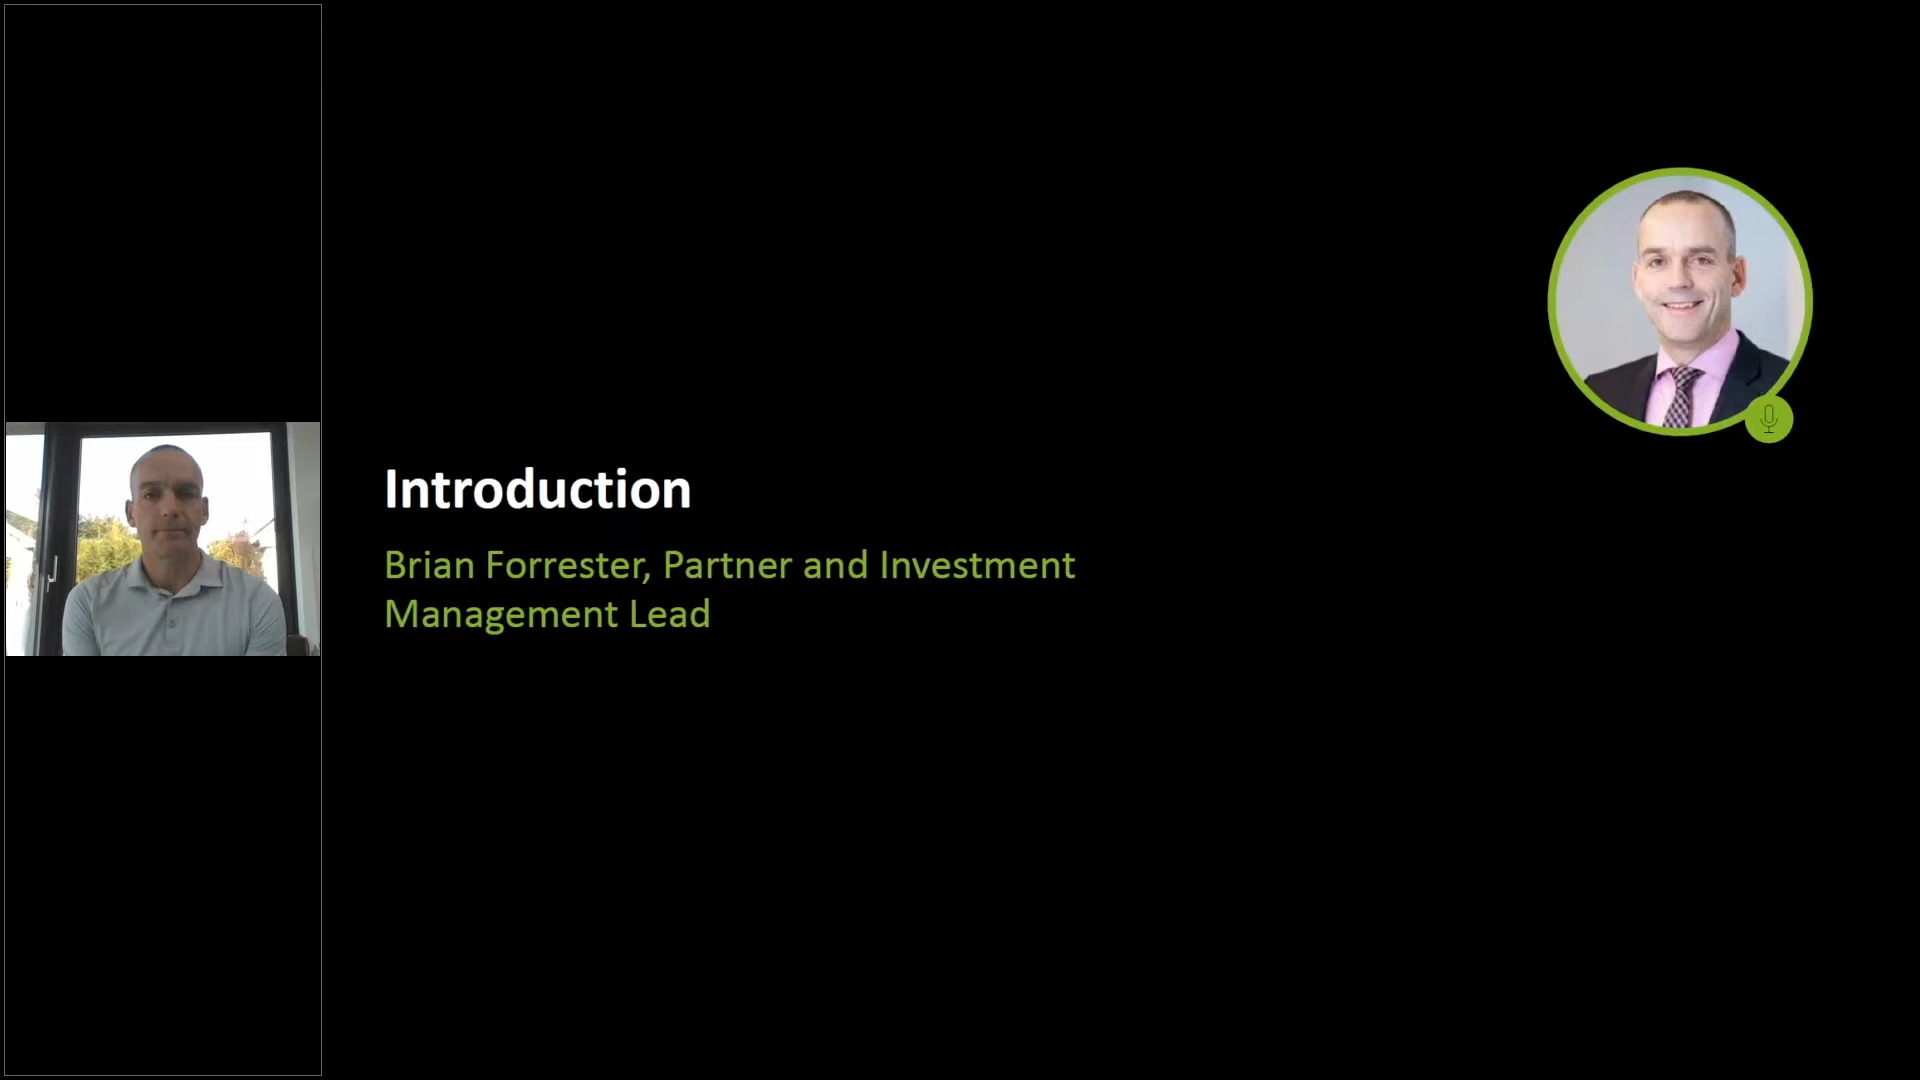 Introduction
Brian Forrester, Partner and Investment
Management Lead